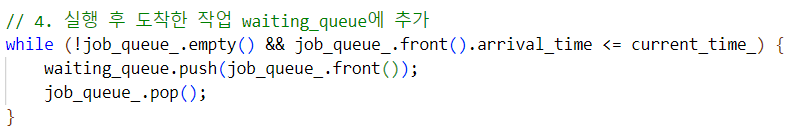 // 4. 실행 후 도착한 작업 waiting_queue에 추가
while (!job_queue_.empty() && job_queue_.front().arrival_time <= current_time_) {
    waiting_queue.push(job_queue_.front());
    job_queue_.pop();
}